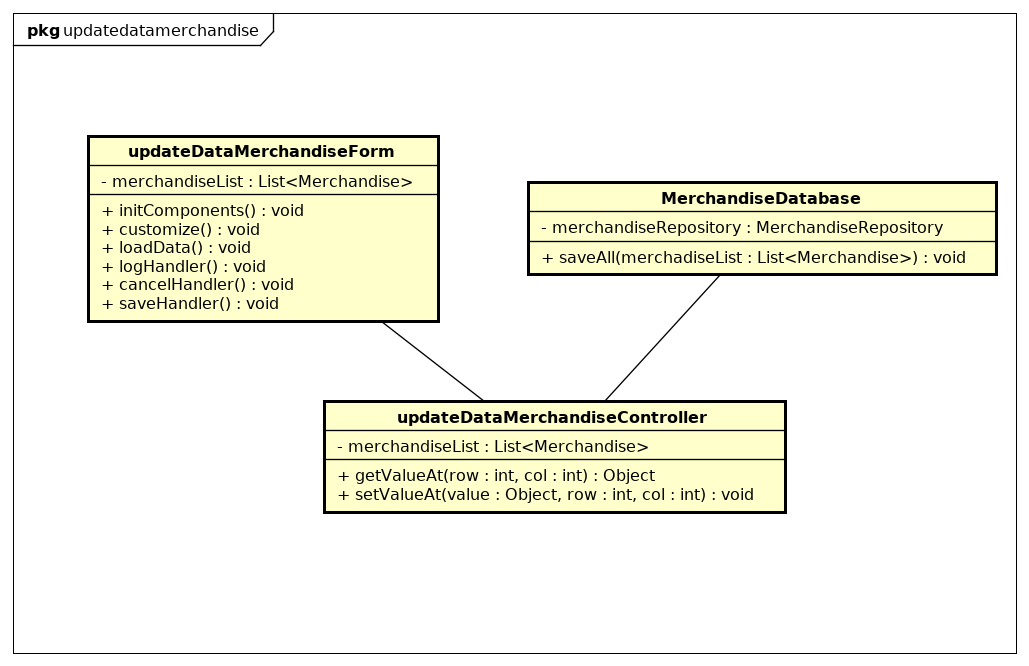 pkg updatedatamerchandise
updateDataMerchandiseForm
- merchandiseList : List<Merchandise>
+ initComponents() : void
+ customize() : void
+ loadData() : void
+ logHandler() : void
+ cancelHandler() : void
+ saveHandler() : void
MerchandiseDatabase
- merchandiseRepository : MerchandiseRepository
+ saveAll(merchadiseList : List<Merchandise>) : void
updateDataMerchandiseController
- merchandiseList : List<Merchandise>
+ getValueAt(row : int, col : int) : Object
+ setValueAt(value : Object, row : int, col : int) : void